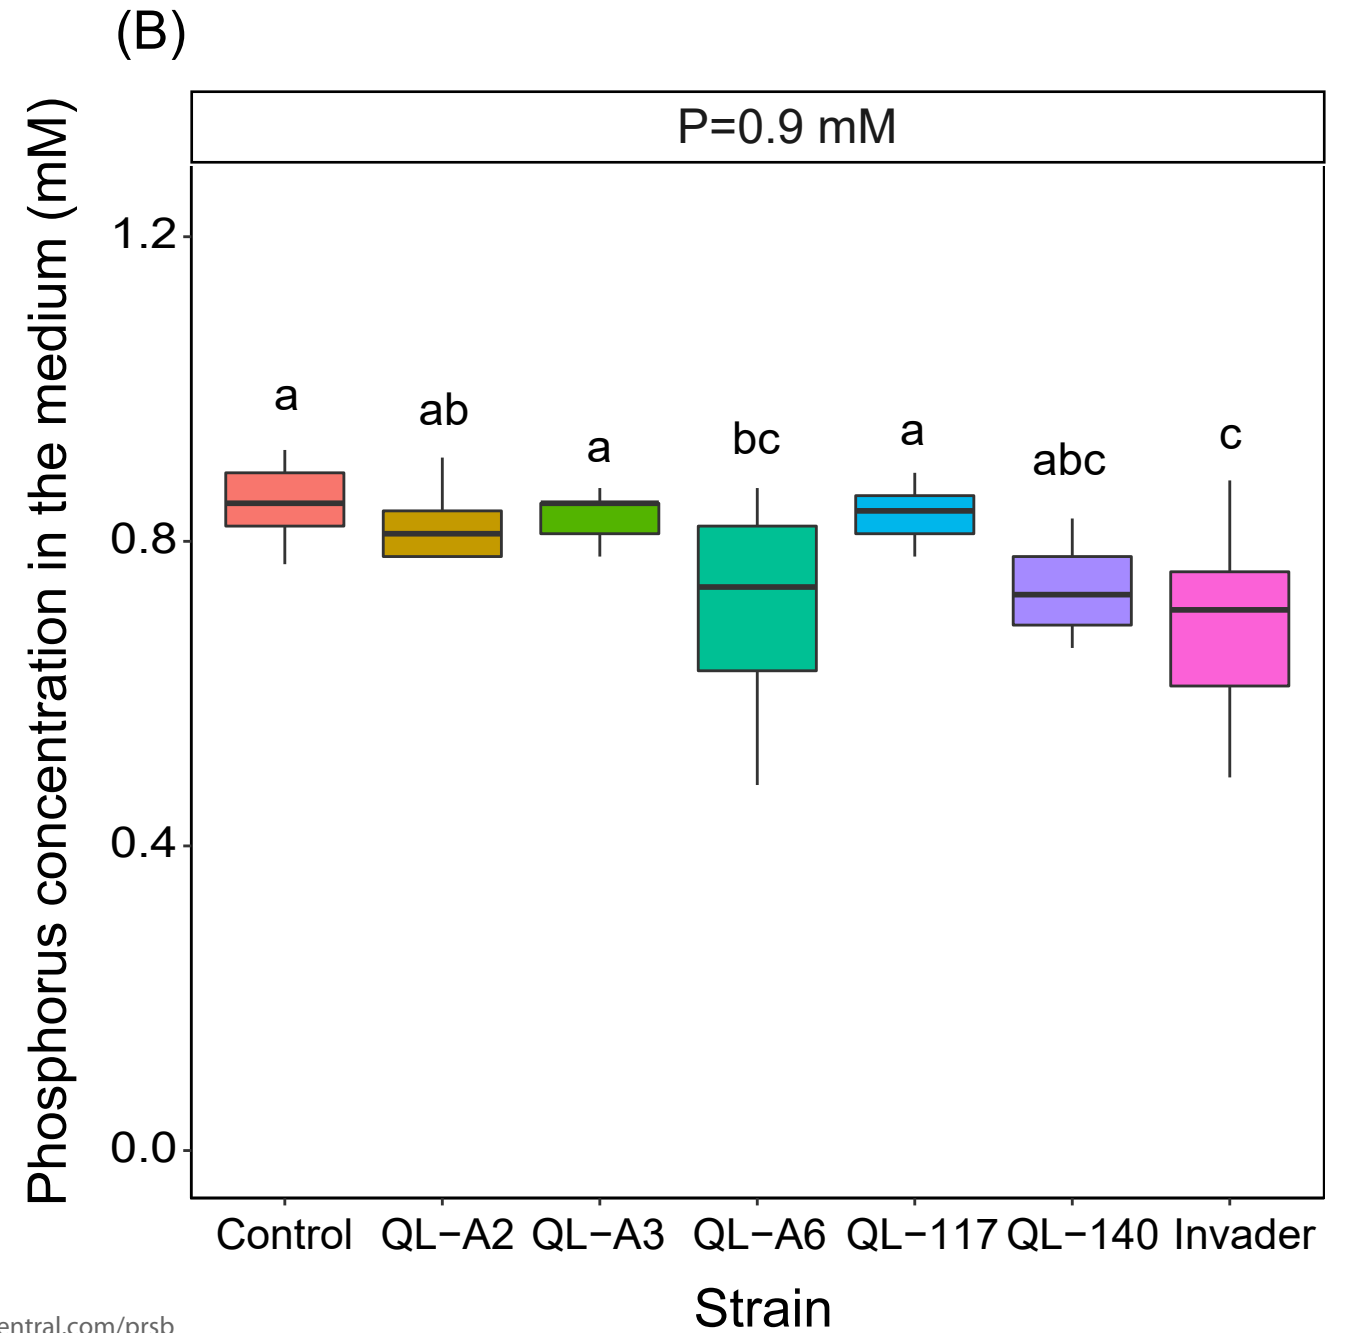 (B)
P=0.9 mM
Phosphorus concentration in the medium (mM)
1.2
0.8
0.4
0.0
a
ab
a
bc
a
abc
c
Control QL−A2 QL−A3 QL−A6 QL−117 QL−140 Invader
Strain
entral.com/prsb